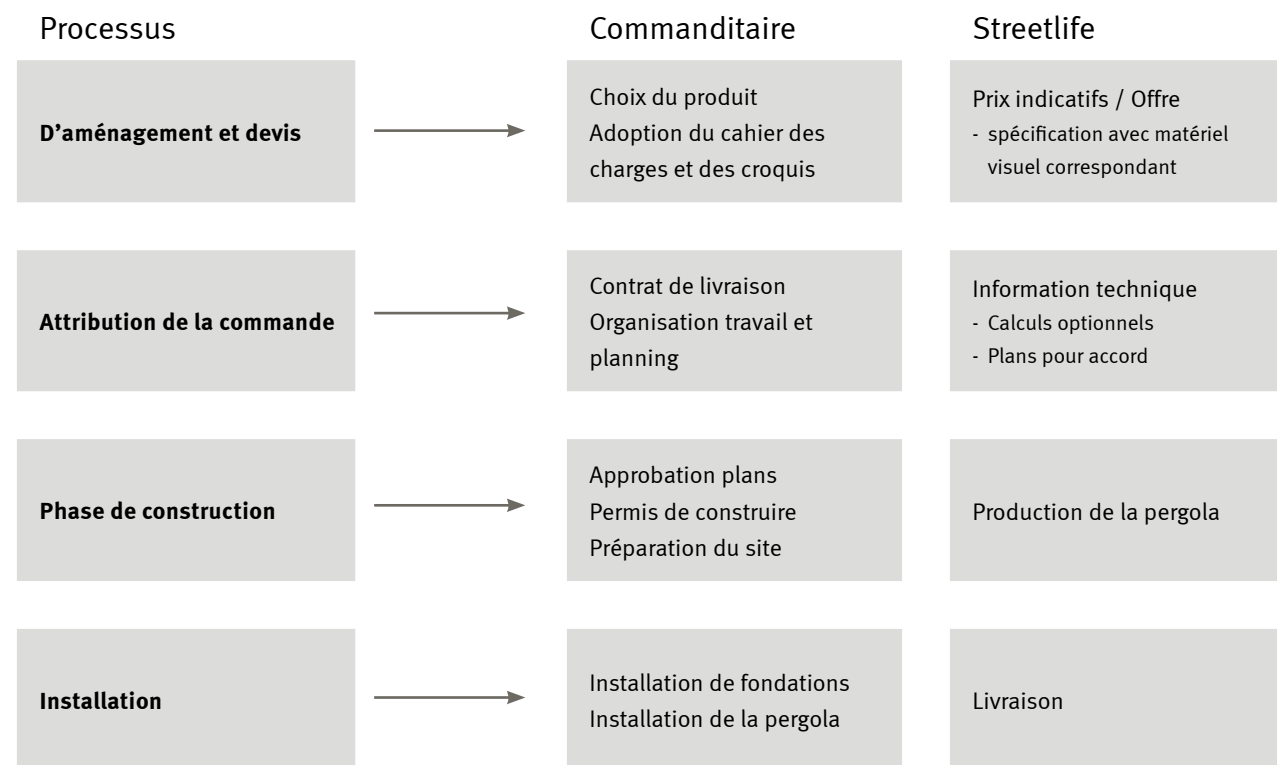 Processus
Commanditaire
Streetlife
D'aménagement et devis
Choix du produit
Adoption du cahier des
charges et des croquis
Prix indicatifs / Offre
- spécification avec matériel
visuel correspondant
Attribution de la commande
Contrat de livraison
Organisation travail et
planning
Information technique
- Calculs optionnels
- Plans pour accord
Phase de construction
Approbation plans
Permis de construire
Préparation du site
Production de la pergola
Installation
Installation de fondations
Installation de la pergola
Livraison